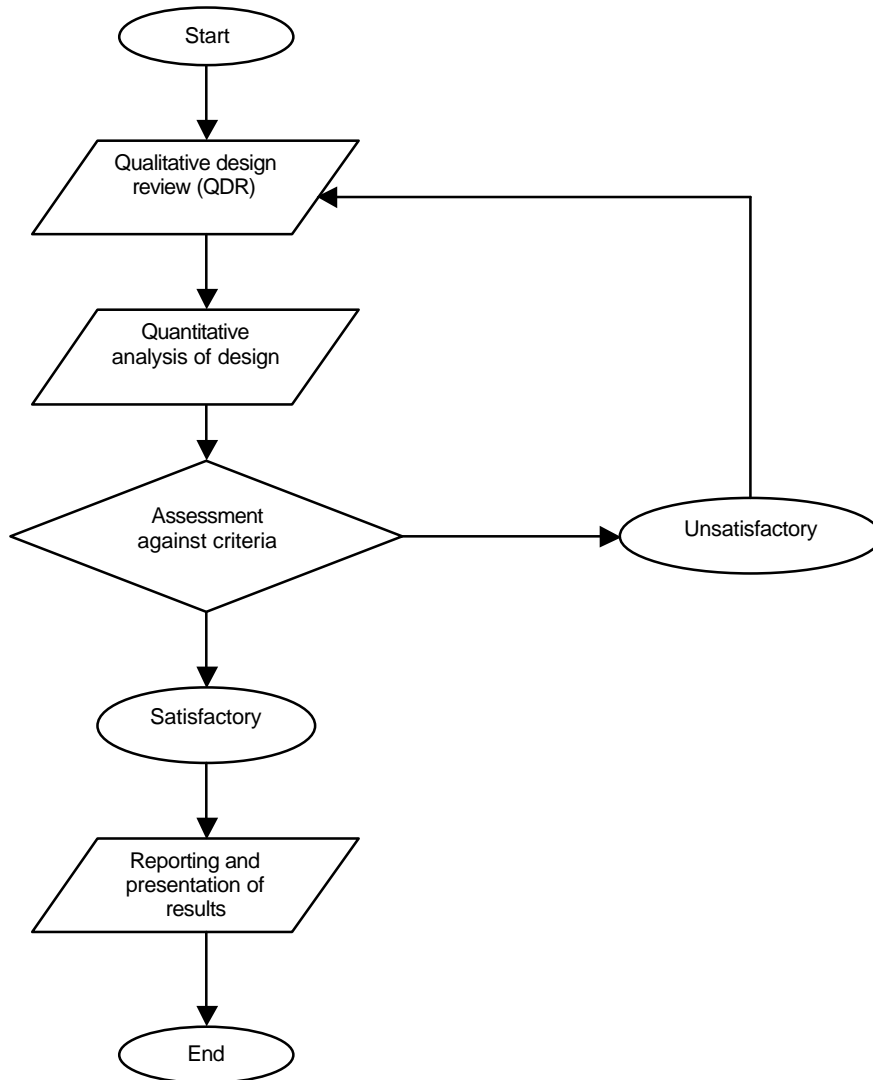 Start
Qualitative design
review (QDR)
Quantitative
analysis of design
Assessment
against criteria
Unsatisfactory
Satisfactory
Reporting and
presentation of
results
End